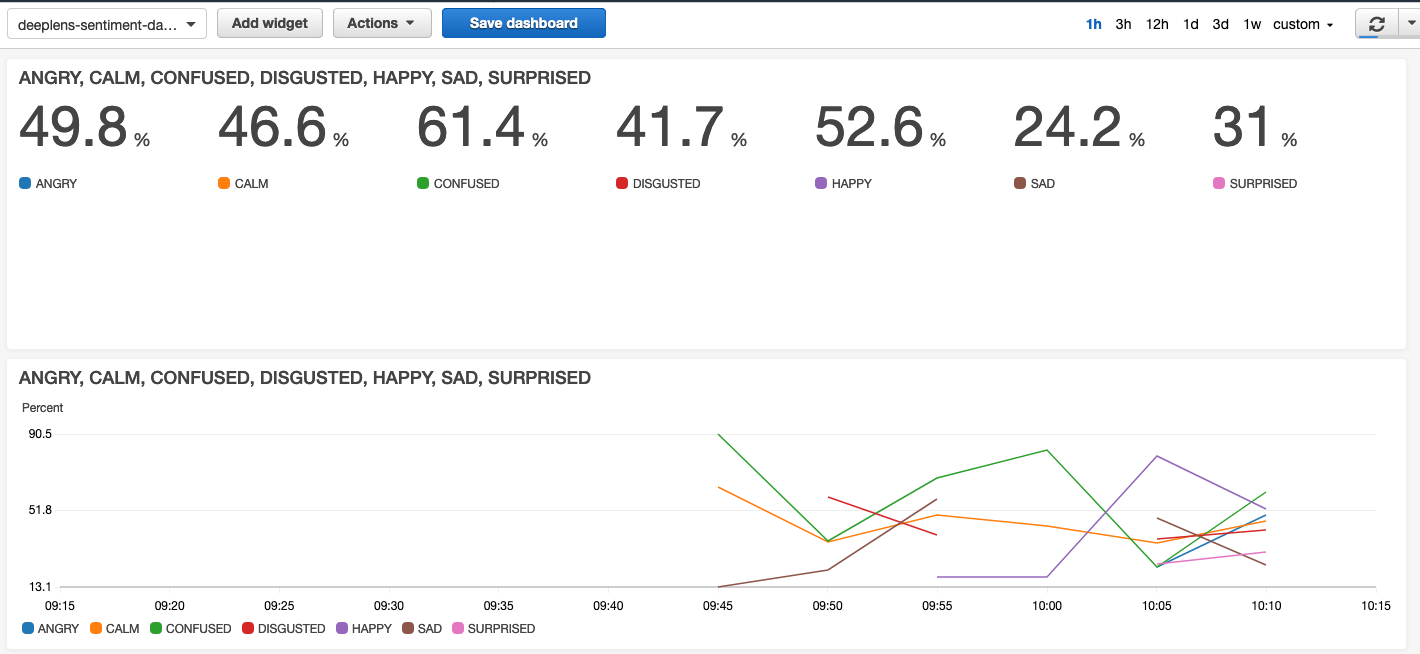 deeplens-sentiment-da... Add widget Actions Save dashboard 1h 3h 12h 1d 3d 1w custom
ANGRY, CALM, CONFUSED, DISGUSTED, HAPPY, SAD, SURPRISED
49.8 % 46.6 % 61.4 % 41.7 % 52.6 % 24.2 % 31 %
ANGRY CALM CONFUSED DISGUSTED HAPPY SAD SURPRISED
ANGRY, CALM, CONFUSED, DISGUSTED, HAPPY, SAD, SURPRISED
Percent
90.5
51.8
13.1
09:15 09:20 09:25 09:30 09:35 09:40 09:45 09:50 09:55 10:00 10:05 10:10 10:15
ANGRY CALM CONFUSED DISGUSTED HAPPY SAD SURPRISED